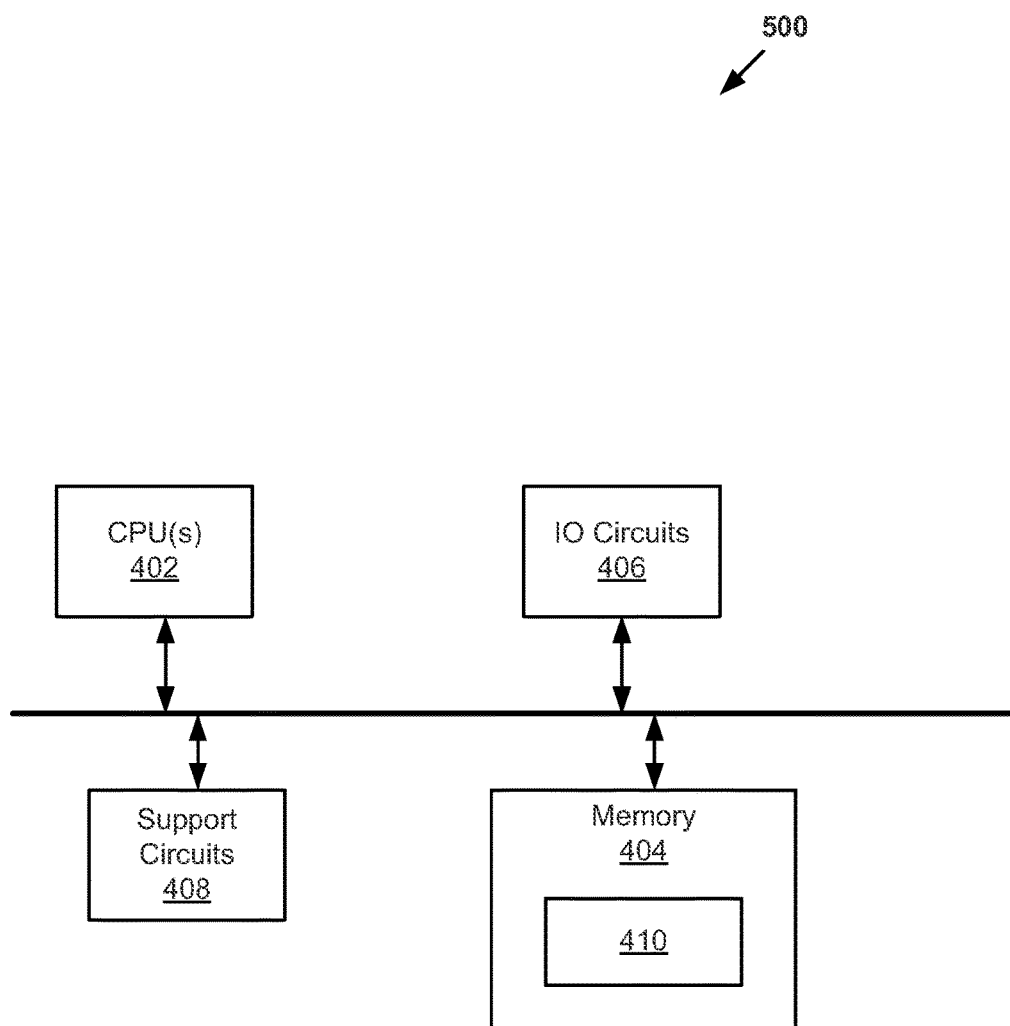 500
CPU(s)
402
IO Circuits
406
Support
Circuits
408
Memory
404
410